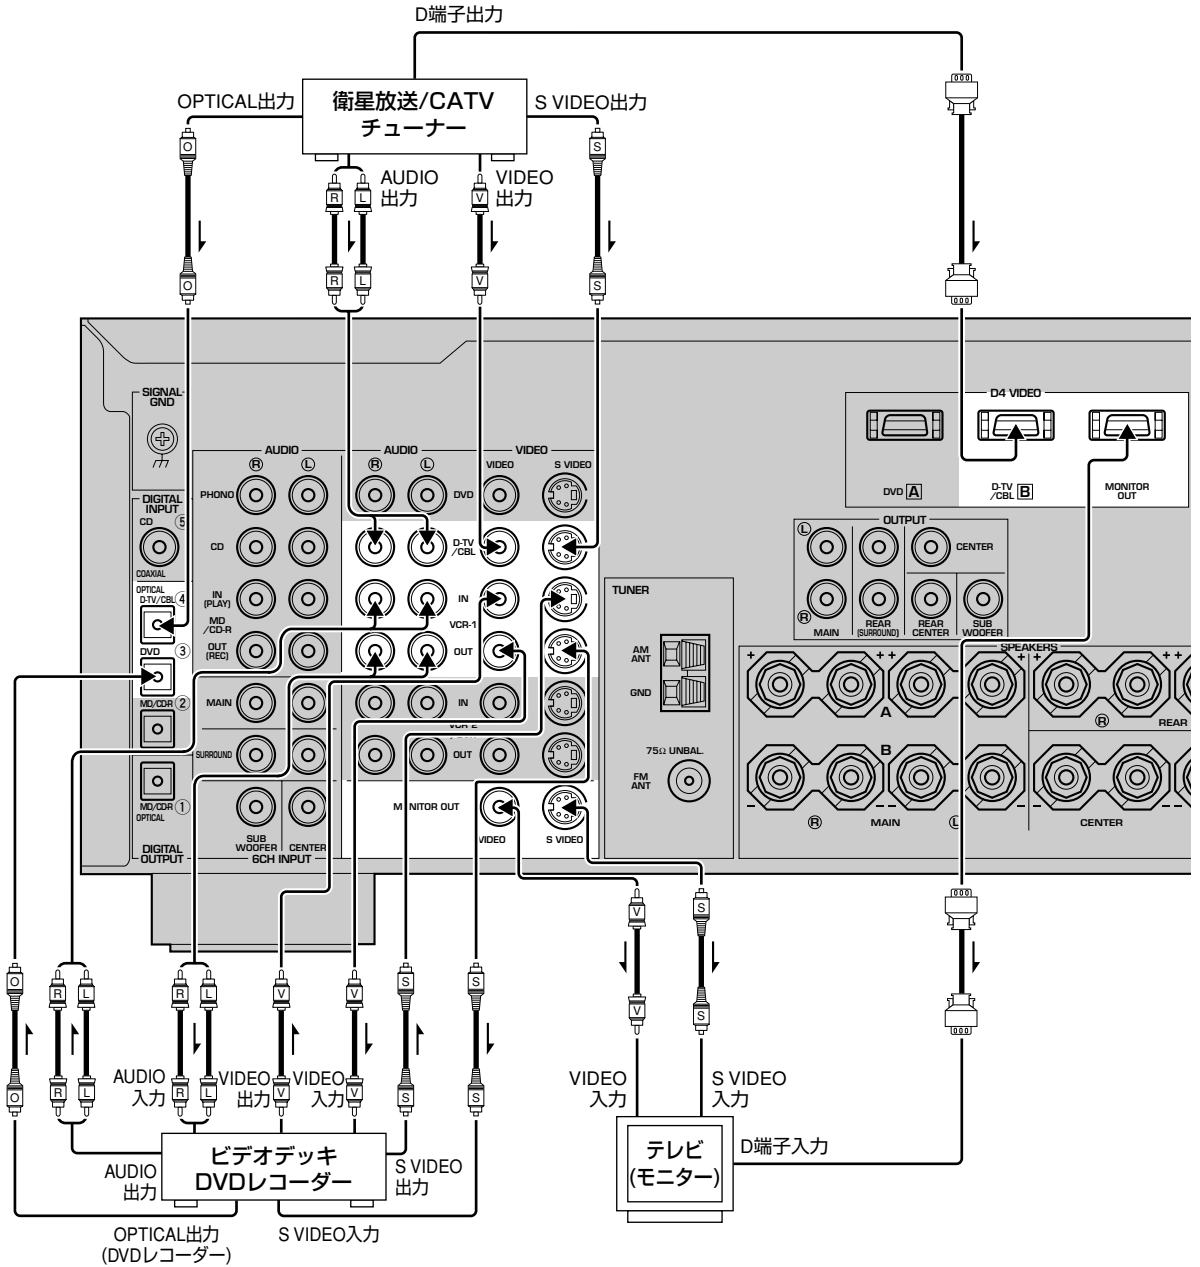 D端子出力
OPTICAL出力
衛星放送/CATV
チューナー
S VIDEO出力
AUDIO
出力
VIDEO
出力
O
S
R
L
V
R
L
V
O
S
SIGNAL
GND
D4 VIDEO
AUDIO
AUDIO
VIDEO
R
L
R
L
VIDEO
S VIDEO
DVD A
D-TV
/CBL B
MONITOR
OUT
DIGITAL
INPUT
CD 5
COAXIAL
OPTICAL
D-TV/CBL 4
DVD 3
MD/CD-R 2
MD/CD-R 1
OPTICAL
DIGITAL
OUTPUT
PHONO
CD
IN
(PLAY)
MD
/CD-R
OUT
(REC)
MAIN
SURROUND
SUB
WOOFER
CENTER
6CH INPUT
DVD
D-TV
/CBL
IN
VCR-1
OUT
IN
VCR-2
OUT
MONITOR OUT
VIDEO
S VIDEO
TUNER
AM
ANT
GND
75Ω UNBAL.
FM
ANT
OUTPUT
L
CENTER
R
MAIN
REAR
(SURROUND)
REAR
CENTER
SUB
WOOFER
SPEAKERS
+
+ +
+
+
+ +
A
R
REAR
B
–
– –
–
–
– –
R
MAIN
L
CENTER
V
S
V
S
O
R
L
R
L
V
V
S
S
O
R
L
R
L
V
V
S
S
AUDIO
入力
VIDEO
出力
VIDEO
入力
ビデオデッキ
DVDレコーダー
AUDIO
出力
S VIDEO
出力
OPTICAL出力
(DVDレコーダー)
S VIDEO入力
VIDEO
入力
S VIDEO
入力
テレビ
(モニター)
D端子入力